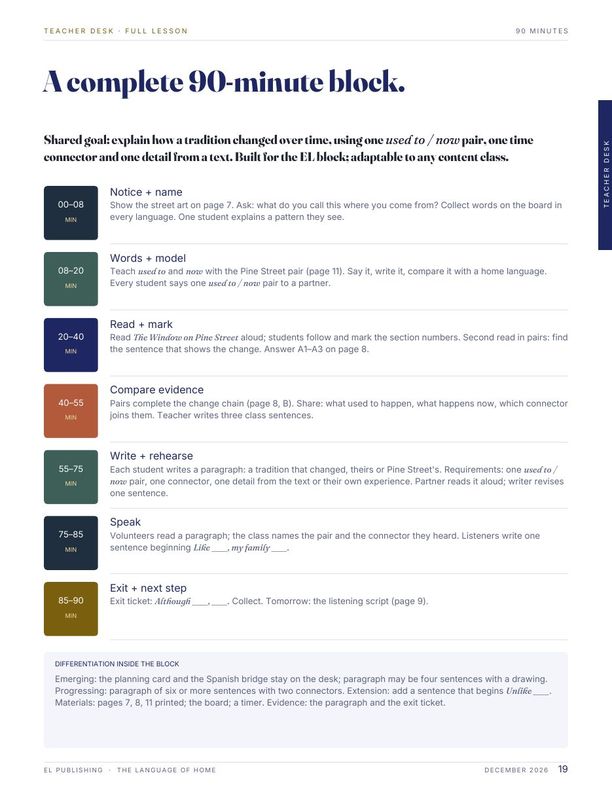 TEACHER DESK · FULL LESSON
90 MINUTES
A complete 90-minute block.
Shared goal: explain how a tradition changed over time, using one used to / now pair, one time
connector and one detail from a text. Built for the EL block; adaptable to any content class.
TEACHER DESK
00–08
MIN
Notice + name
Show the street art on page 7. Ask: what do you call this where you come from? Collect words on the board in
every language. One student explains a pattern they see.
08–20
MIN
Words + model
Teach used to and now with the Pine Street pair (page 11). Say it, write it, compare it with a home language.
Every student says one used to / now pair to a partner.
20–40
MIN
Read + mark
Read The Window on Pine Street aloud; students follow and mark the section numbers. Second read in pairs: find
the sentence that shows the change. Answer A1–A3 on page 8.
40–55
MIN
Compare evidence
Pairs complete the change chain (page 8, B). Share: what used to happen, what happens now, which connector
joins them. Teacher writes three class sentences.
55–75
MIN
Write + rehearse
Each student writes a paragraph: a tradition that changed, theirs or Pine Street's. Requirements: one used to /
now pair, one connector, one detail from the text or their own experience. Partner reads it aloud; writer revises
one sentence.
75–85
MIN
Speak
Volunteers read a paragraph; the class names the pair and the connector they heard. Listeners write one
sentence beginning Like ___, my family ___.
85–90
MIN
Exit + next step
Exit ticket: Although ___, ___. Collect. Tomorrow: the listening script (page 9).
DIFFERENTIATION INSIDE THE BLOCK
Emerging: the planning card and the Spanish bridge stay on the desk; paragraph may be four sentences with a drawing.
Progressing: paragraph of six or more sentences with two connectors. Extension: add a sentence that begins Unlike ___.
Materials: pages 7, 8, 11 printed; the board; a timer. Evidence: the paragraph and the exit ticket.
EL PUBLISHING · THE LANGUAGE OF HOME
DECEMBER 2026 19